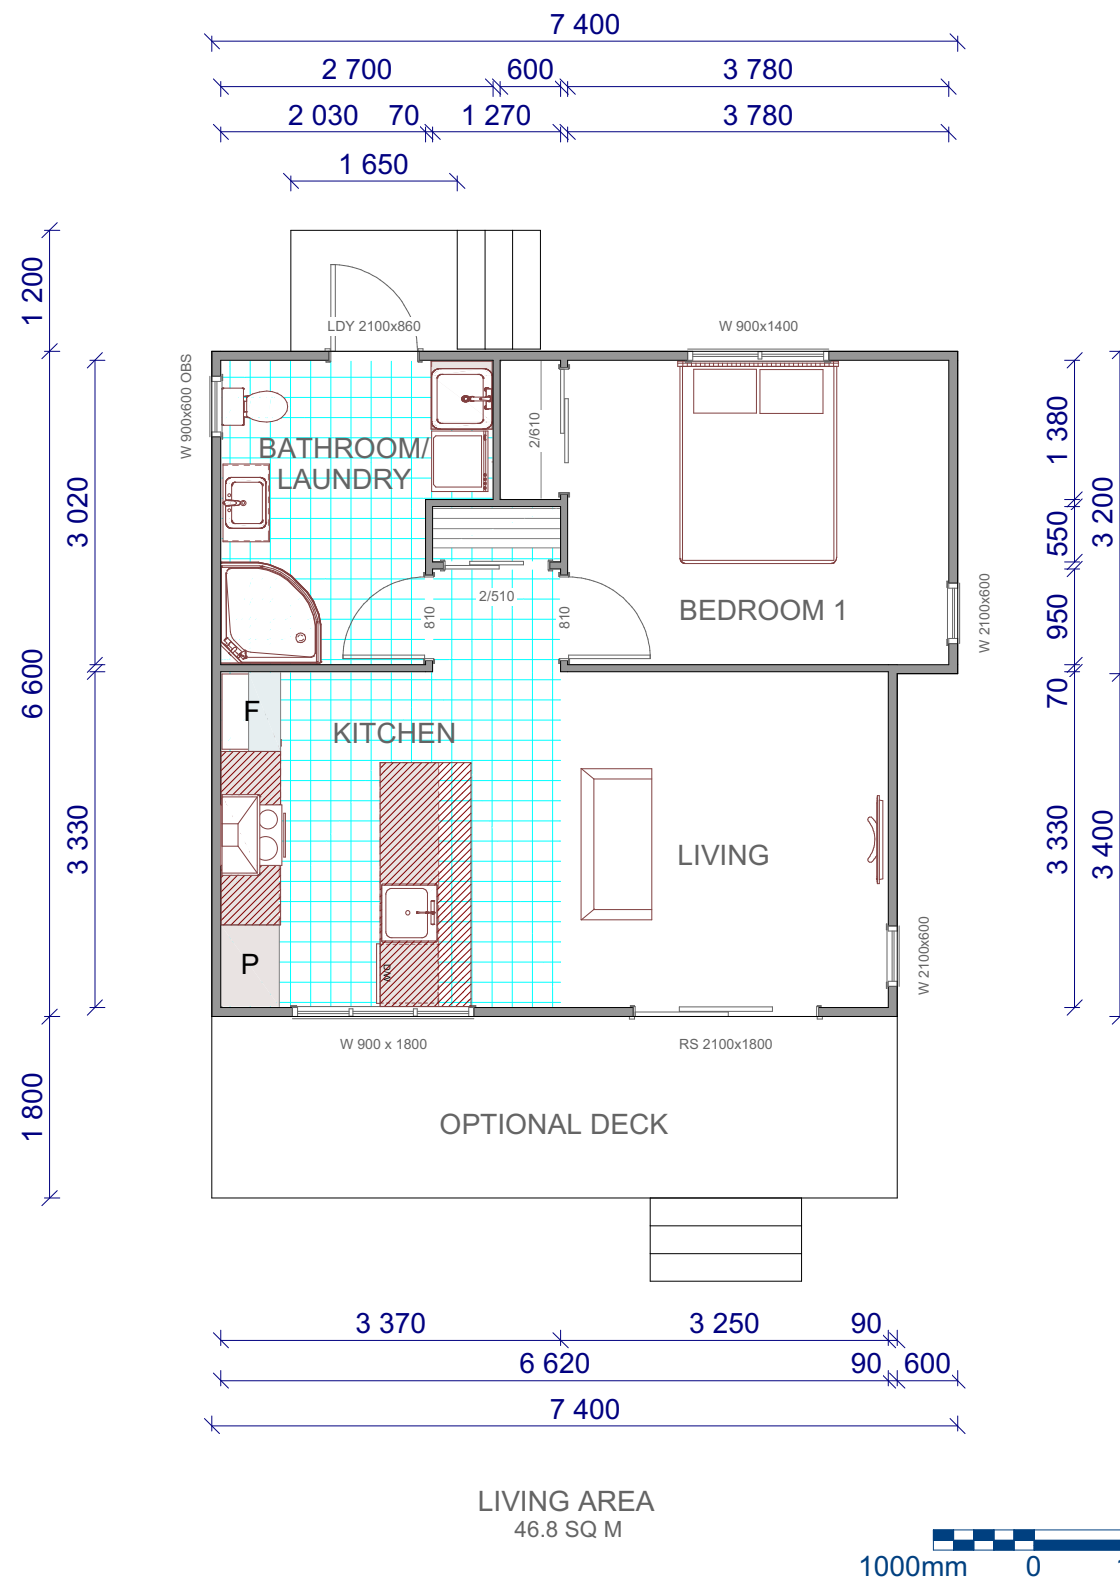 7 400
2 700 600 3 780
2 030 70 1 270 3 780
1 650
1 200
LDY 2100x860
W 900x1400
W 900x600 OBS
BATHROOM/
LAUNDRY
2/610
1 380
3 020
550
3 200
2/510
810
810
BEDROOM 1
950
W 2100x600
6 600
70
F
KITCHEN
3 330
LIVING
3 330
3 400
P
DW
W 2100x600
W 900 x 1800
RS 2100x1800
1 800
OPTIONAL DECK
3 370 3 250 90
6 620 90 600
7 400
LIVING AREA
46.8 SQ M
1000mm 0